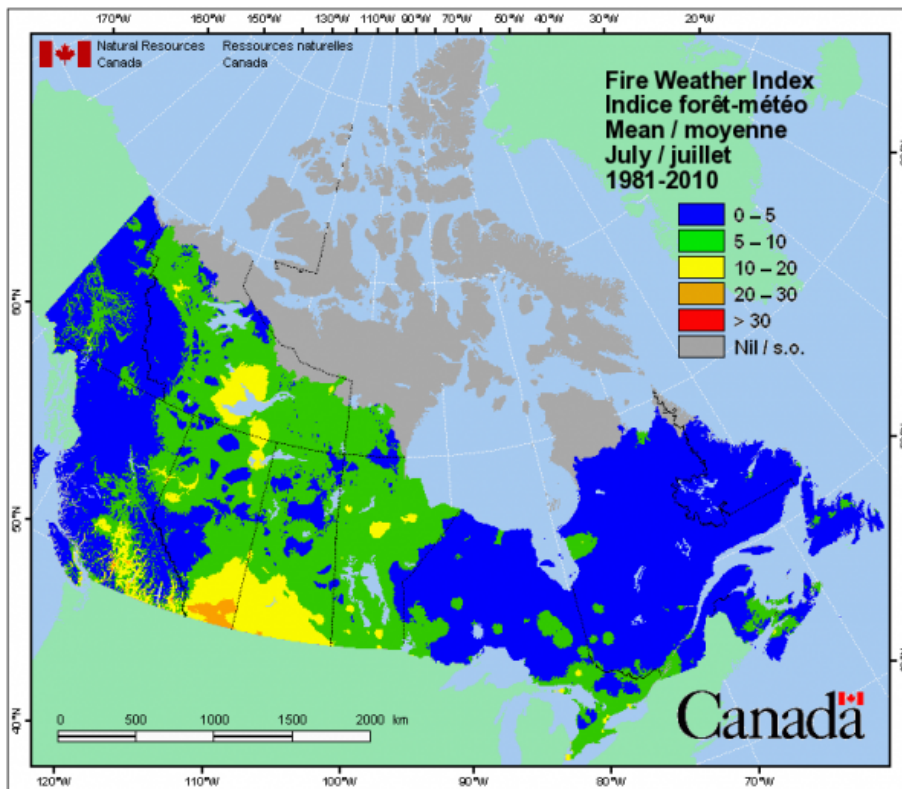 170°W 160°W 150°W 130°W 110°W 90°W 70°W 60°W 50°W 40°W 30°W 20°W
Natural Resources Ressources naturelles
Canada Canada
Fire Weather Index
Indice forêt-météo
Mean / moyenne
July / juillet
1981-2010
0 – 5
5 – 10
10 – 20
20 – 30
> 30
Nil / s.o.
60°N
50°N
40°N
0 500 1000 1500 2000 km
Canada
120°W 110°W 100°W 90°W 80°W 70°W